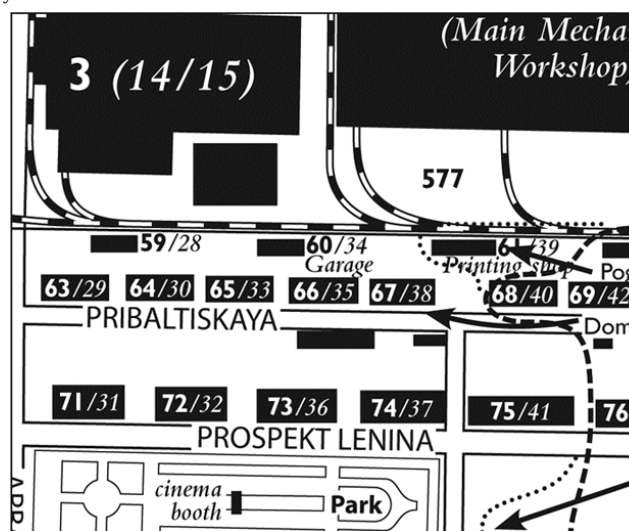 (Main Mecha
3 (14/15)
Workshop)
577
59/28
60/34
61/39
Garage
Printing shop
Pog
63/29
64/30
65/33
66/35
67/38
68/40
69/42
PRIBALTISKAYA
Dom
71/31
72/32
73/36
74/37
75/41
76
PROSPEKT LENINA
cinema
booth
Park